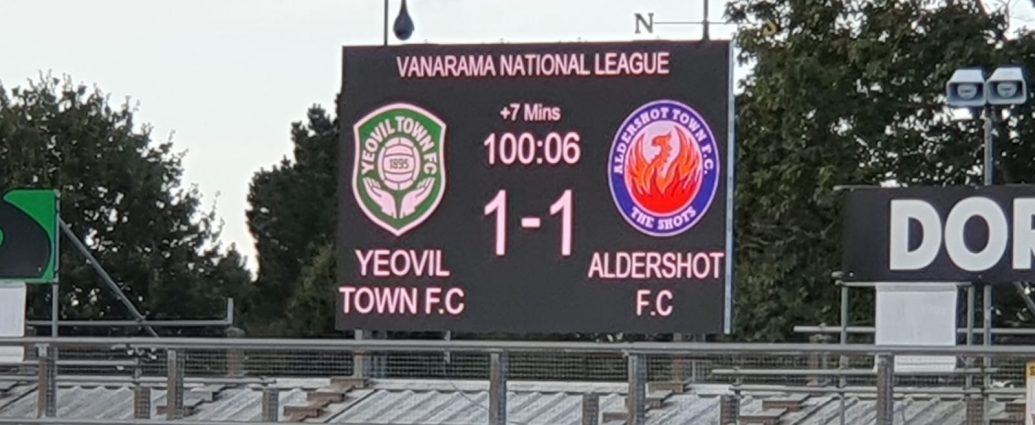 N
VANARAMA NATIONAL LEAGUE
+7 Mins
100:06
1-1
YEOVIL TOWN FC
1895
ALDERSHOT TOWN F.C.
THE SHOTS
YEOVIL
TOWN F.C
ALDERSHOT
F.C
DOR